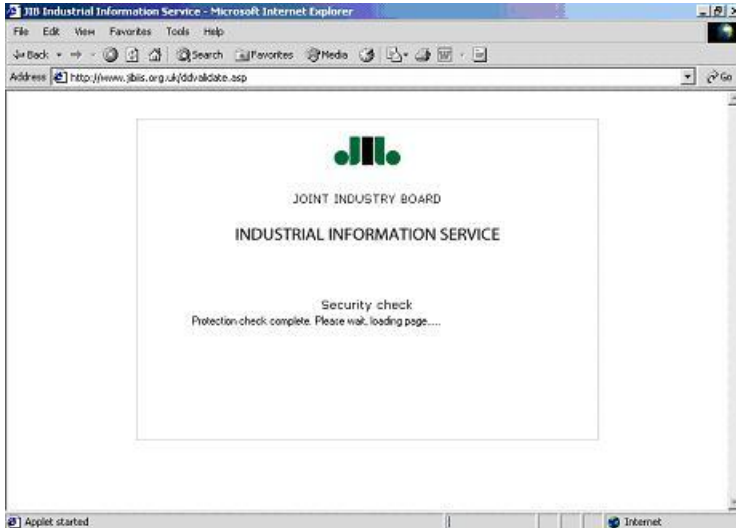 JIB Industrial Information Service - Microsoft Internet Explorer
File Edit View Favorites Tools Help
Back Search Favorites Media
Address http://www.jibiis.org.uk/ddvalidate.asp Go
JIb
JOINT INDUSTRY BOARD
INDUSTRIAL INFORMATION SERVICE
Security check
Protection check complete. Please wait, loading page.....
Applet started Internet